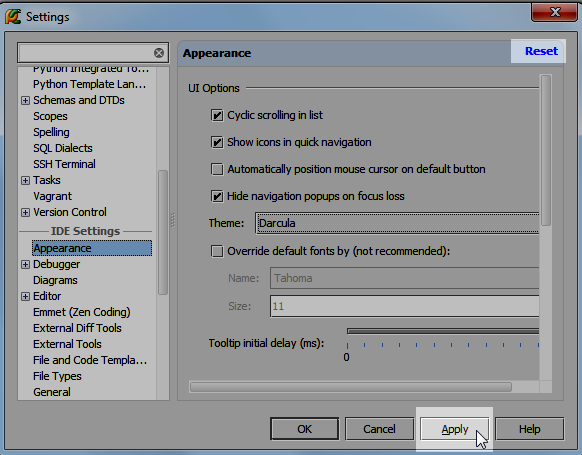 Settings
Appearance
Reset
Python Integrated To...
Python Template Lan...
Schemas and DTDs
Scopes
Spelling
SQL Dialects
SSH Terminal
Tasks
Vagrant
Version Control
IDE Settings
Appearance
Debugger
Diagrams
Editor
Emmet (Zen Coding)
External Diff Tools
External Tools
File and Code Templa...
File Types
General
UI Options
Cyclic scrolling in list
Show icons in quick navigation
Automatically position mouse cursor on default button
Hide navigation popups on focus loss
Theme: Darcula
Override default fonts by (not recommended):
Name: Tahoma
Size: 11
Tooltip initial delay (ms):
0
OK Cancel Apply Help